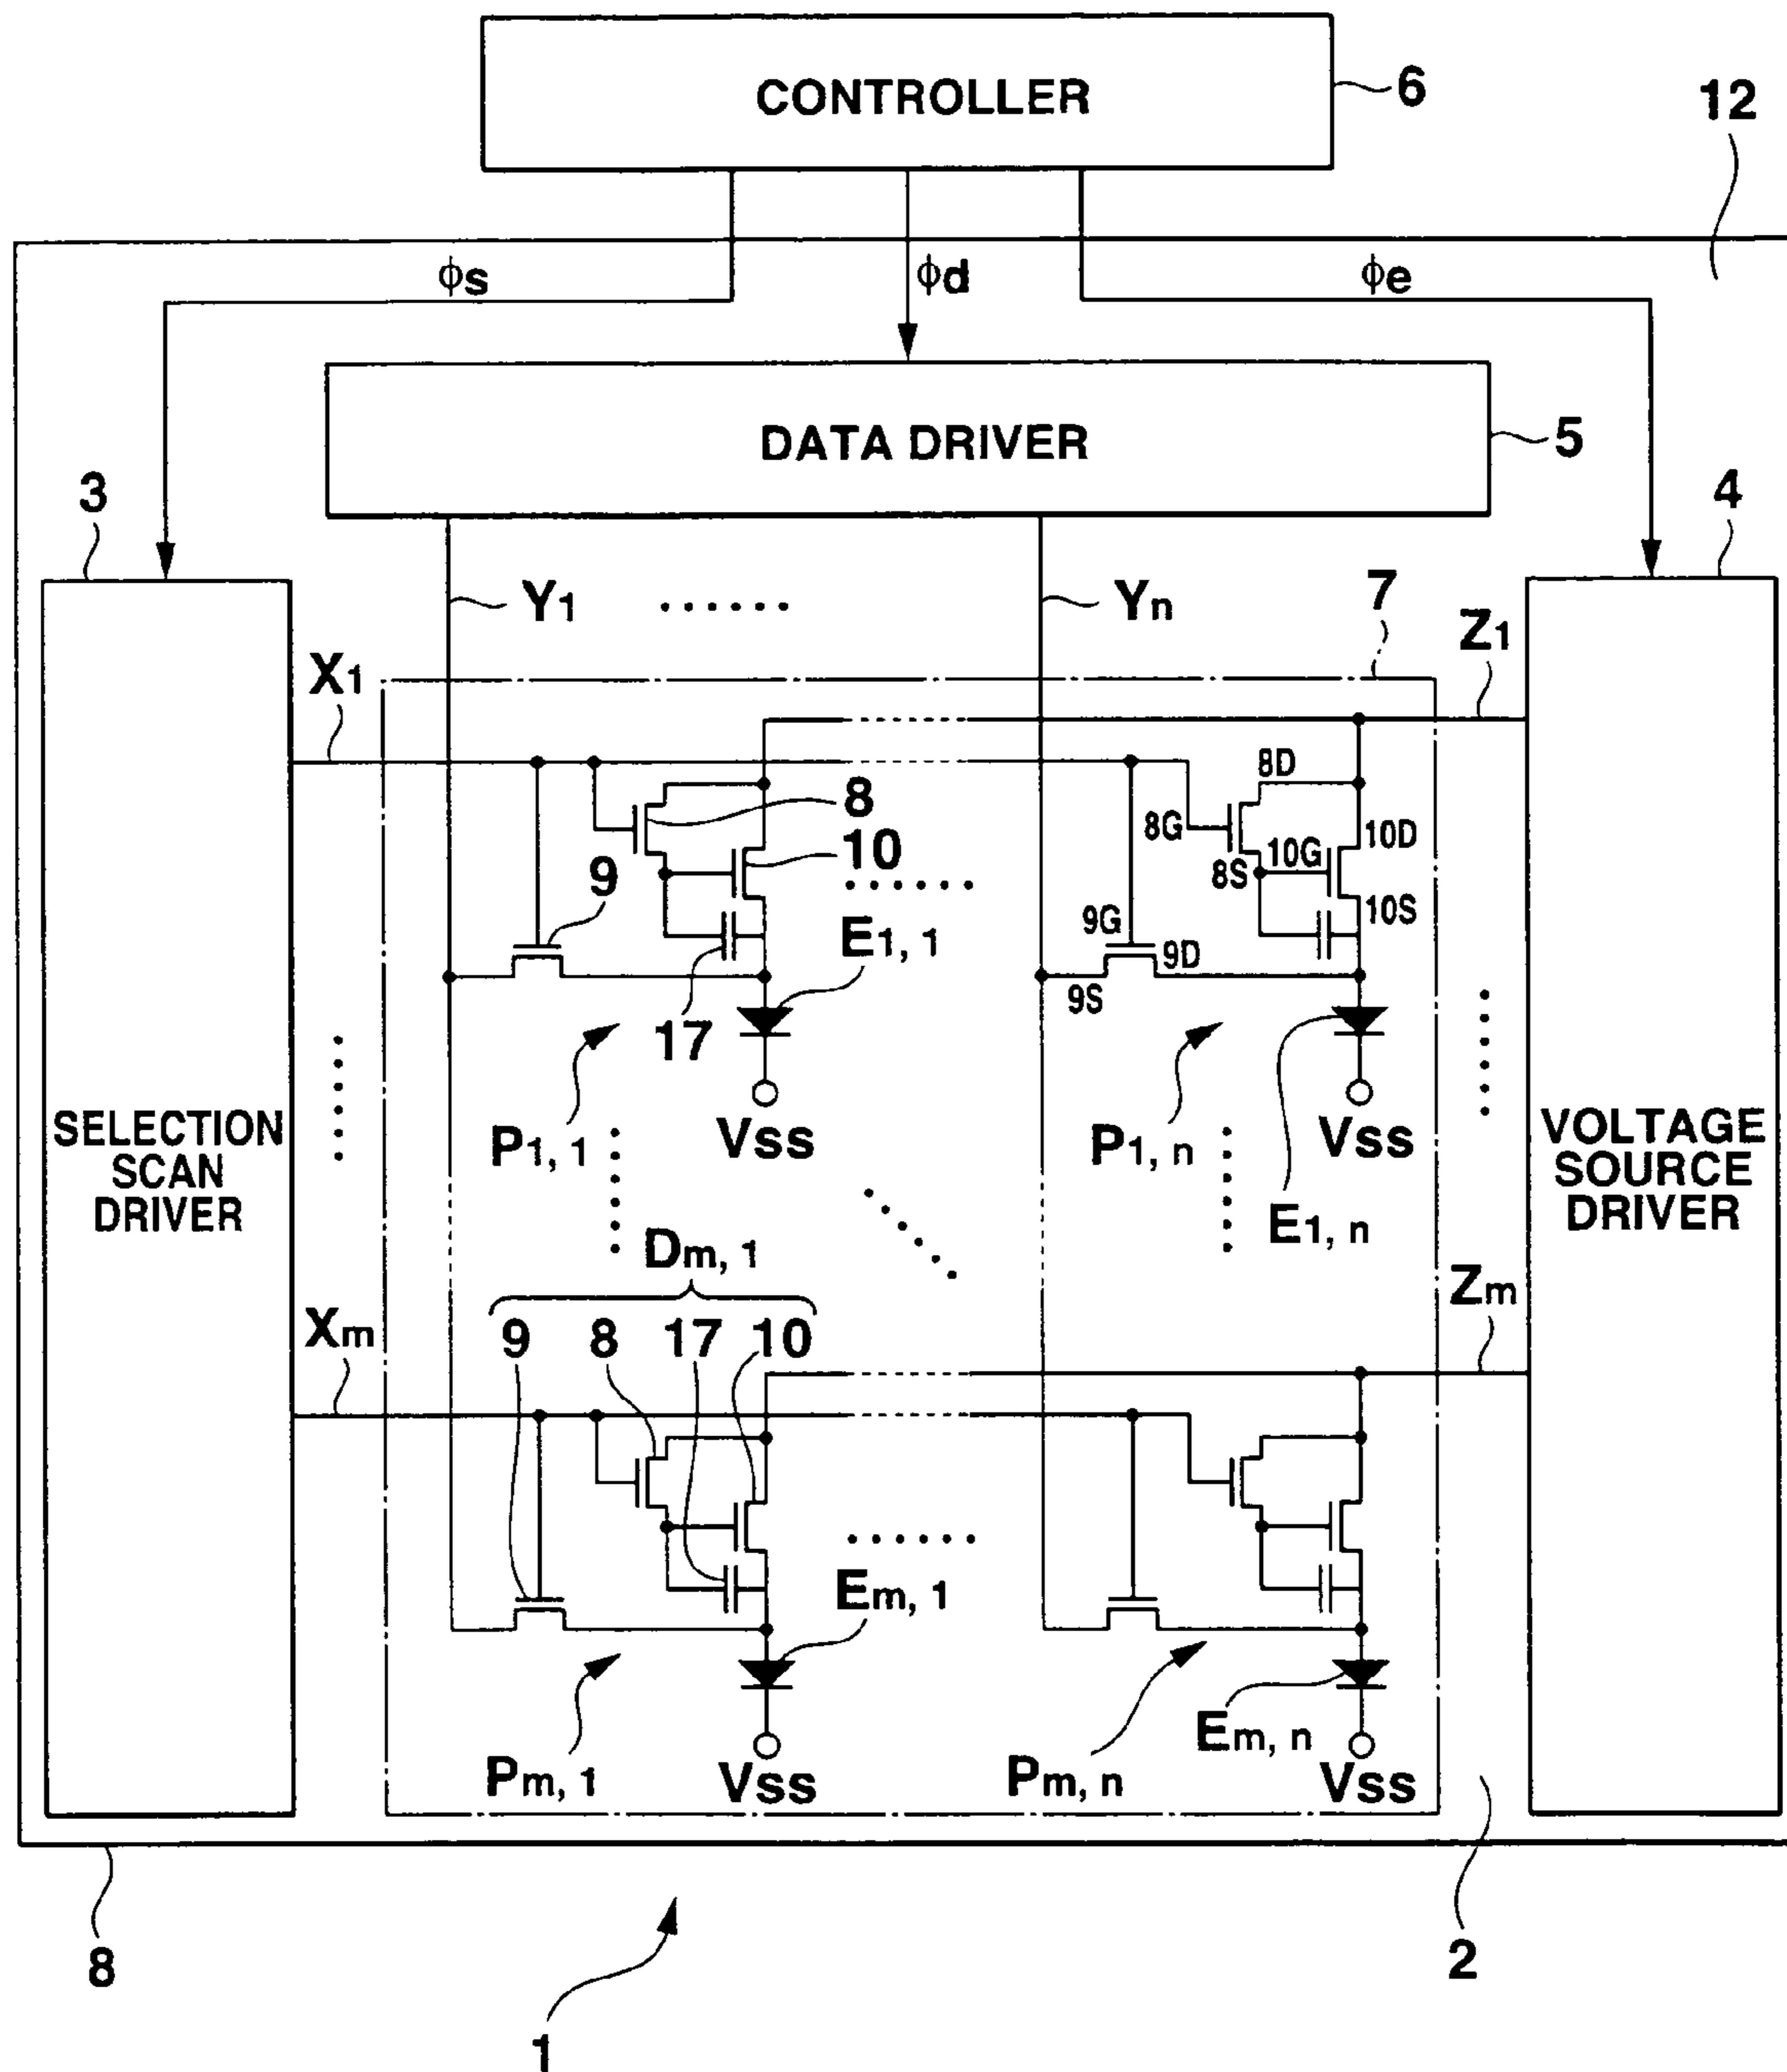 CONTROLLER
6
12
ϕs
ϕd
ϕe
DATA DRIVER
5
3
4
Y1
Yn
7
X1
Z1
8
10
9
E1, 1
17
8D
8G
10D
10G
8S
10S
9G
9D
9S
P1, 1
VSS
P1, n
VSS
E1, n
SELECTION
SCAN
DRIVER
VOLTAGE
SOURCE
DRIVER
Dm, 1
Xm
9
8
17
10
Zm
Em, 1
Em, n
Pm, 1
VSS
Pm, n
VSS
8
2
1